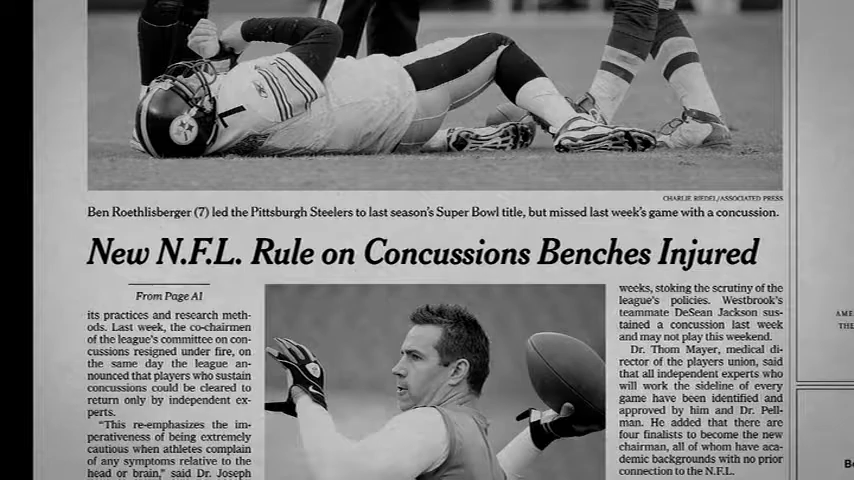 7
CHARLIE RIEDEL/ASSOCIATED PRESS
Ben Roethlisberger (7) led the Pittsburgh Steelers to last season's Super Bowl title, but missed last week's game with a concussion.
New N.F.L. Rule on Concussions Benches Injured
From Page A1
its practices and research meth-
ods. Last week, the co-chairmen
of the league's committee on con-
cussions resigned under fire, on
the same day the league an-
nounced that players who sustain
concussions could be cleared to
return only by independent ex-
perts.
"This re-emphasizes the im-
perativeness of being extremely
cautious when athletes complain
of any symptoms relative to the
head or brain," said Dr. Joseph
weeks, stoking the scrutiny of the
league's policies. Westbrook's
teammate DeSean Jackson sus-
tained a concussion last week
and may not play this weekend.
Dr. Thom Mayer, medical di-
rector of the players union, said
that all independent experts who
will work the sideline of every
game have been identified and
approved by him and Dr. Pell-
man. He added that there are
four finalists to become the new
chairman, all of whom have aca-
demic backgrounds with no prior
connection to the N.F.L.
AME
THE